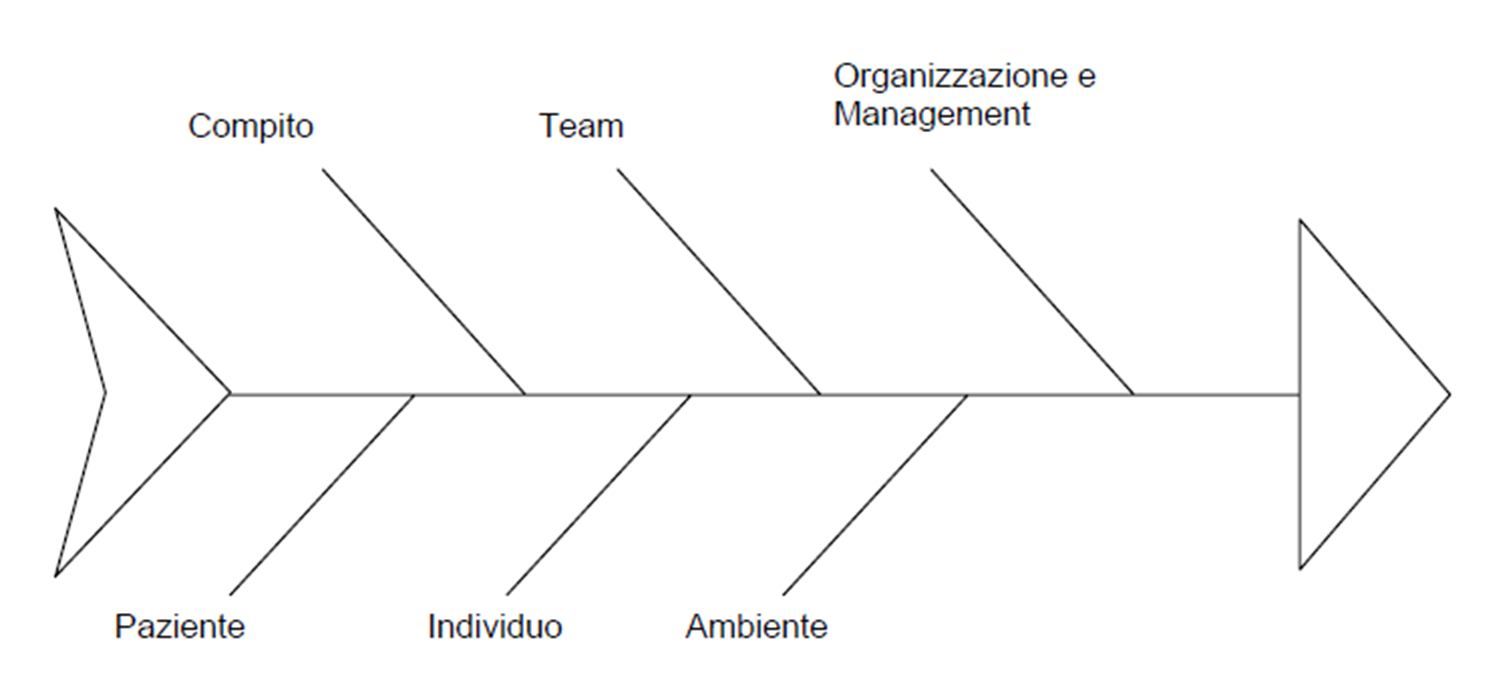 Organizzazione e
Management
Compito
Team
Paziente
Individuo
Ambiente